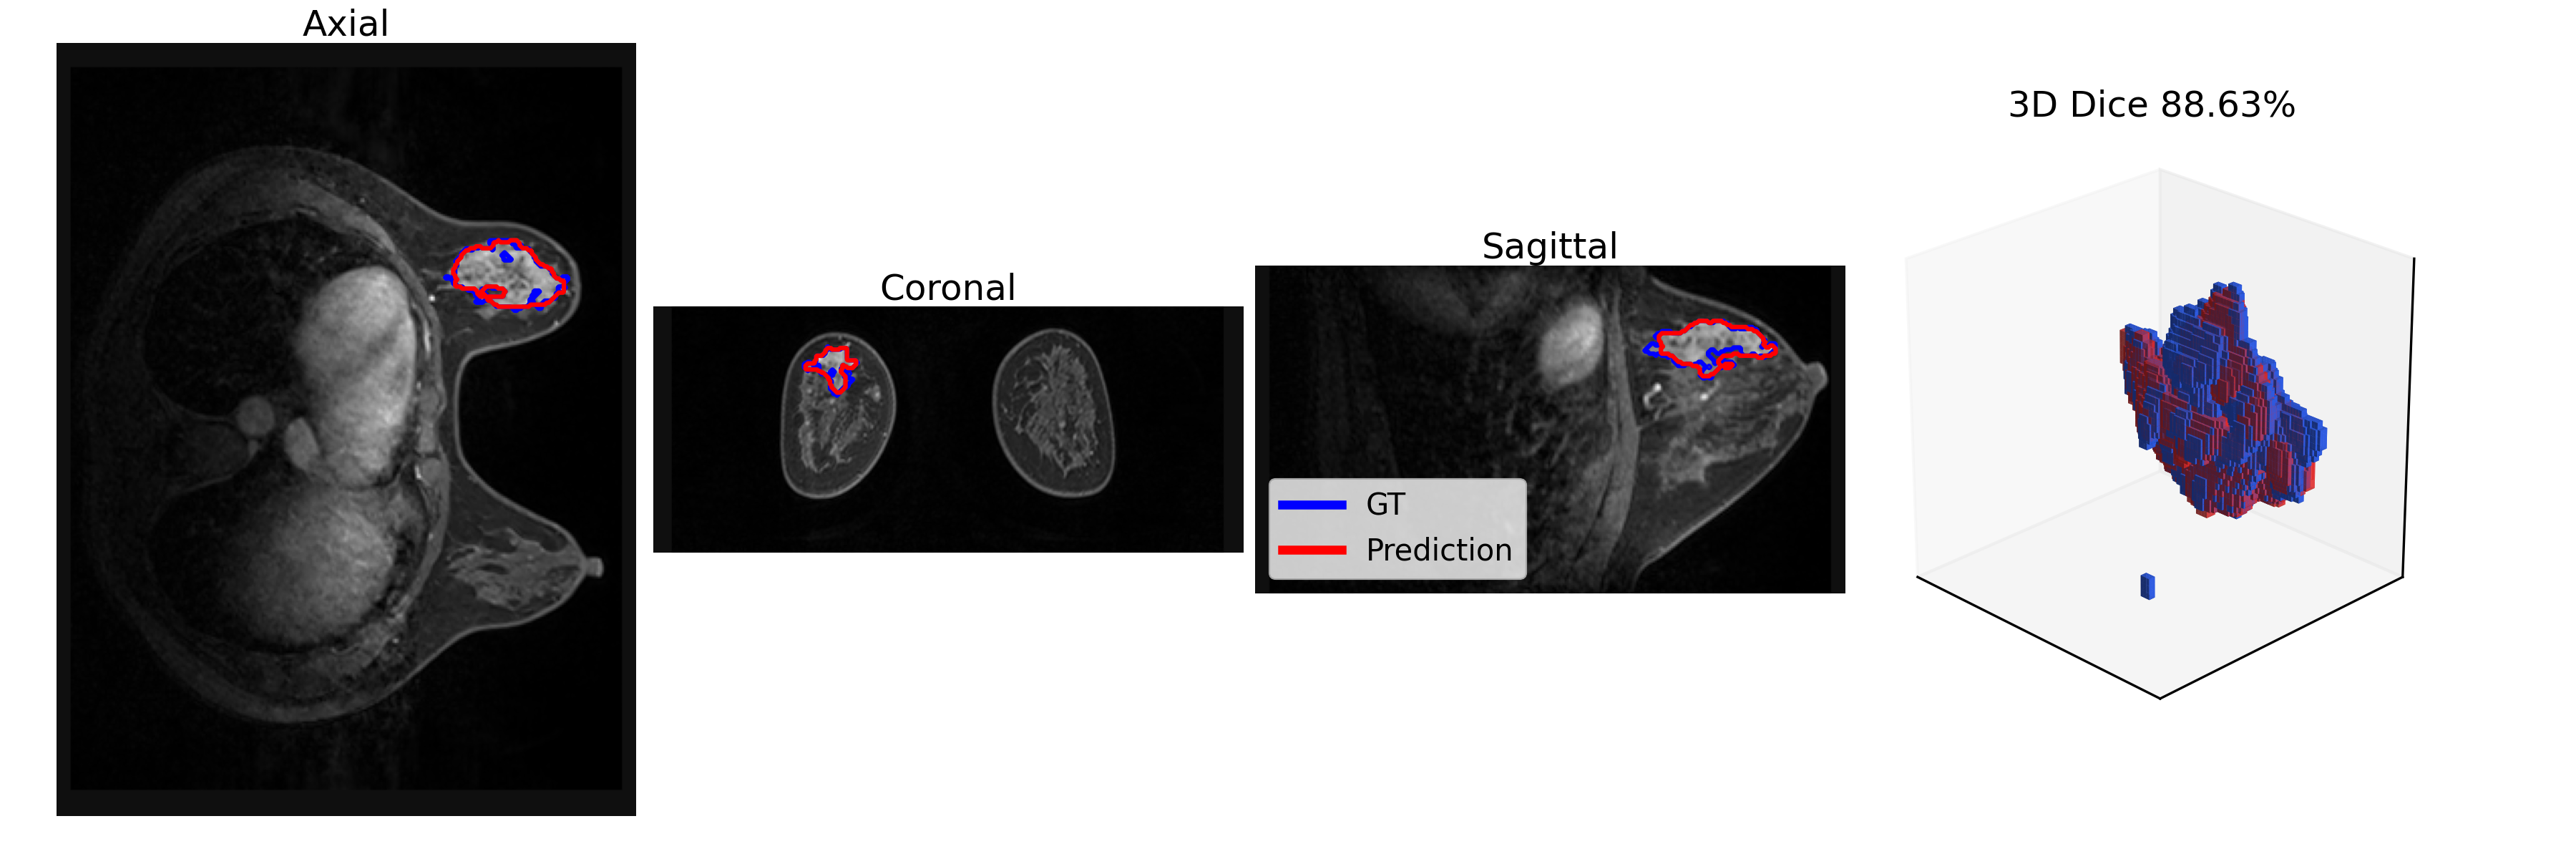 Axial
Coronal
Sagittal
GT
Prediction
3D Dice 88.63%